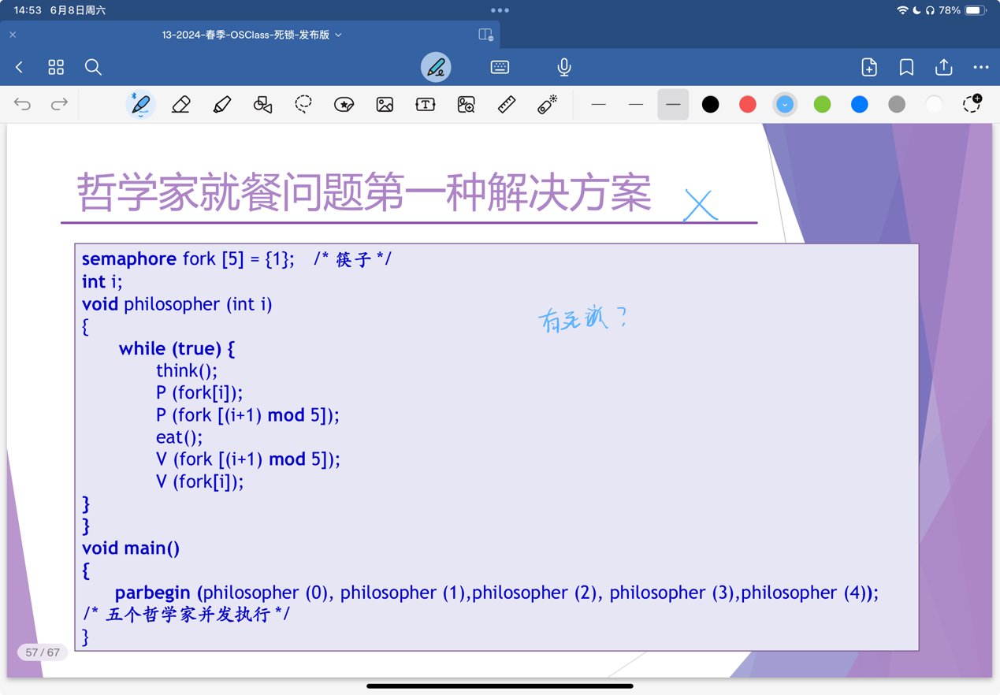 14:53 6月8日周六
78%
13-2024-春季-OSClass-死锁-发布版
哲学家就餐问题第一种解决方案
semaphore fork [5] = {1}; /* 筷子 */
int i;
void philosopher (int i)
{
有死锁？
while (true) {
think();
P (fork[i]);
P (fork [(i+1) mod 5]);
eat();
V (fork [(i+1) mod 5]);
V (fork[i]);
}
}
void main()
{
parbegin (philosopher (0), philosopher (1),philosopher (2), philosopher (3),philosopher (4));
/* 五个哲学家并发执行 */
}
57 / 67